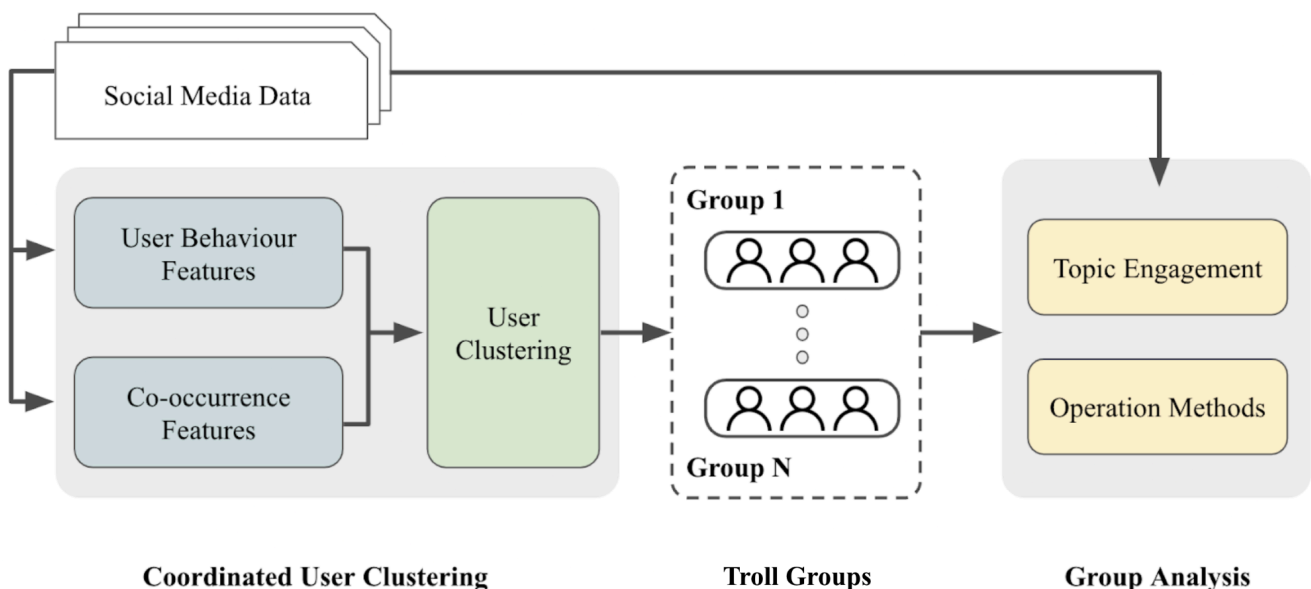 Social Media Data
User Behaviour
Features
Co-occurrence
Features
User
Clustering
Group 1
Group N
Topic Engagement
Operation Methods
Coordinated User Clustering
Troll Groups
Group Analysis